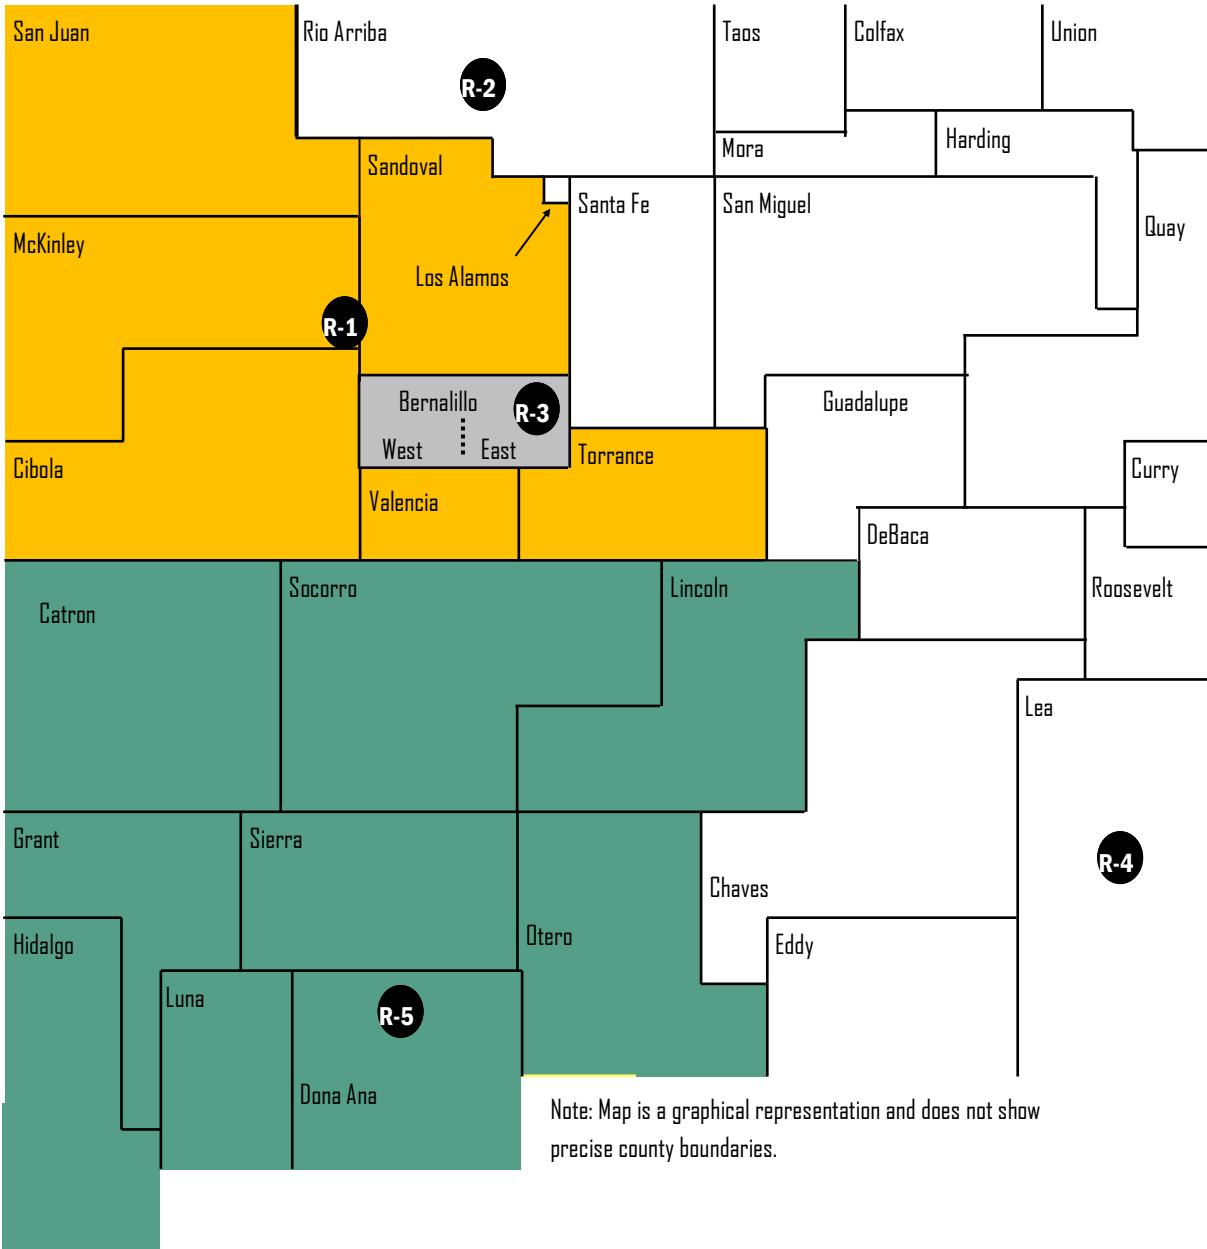 San Juan
Rio Arriba
Taos
Colfax
Union
R-2
Mora
Harding
Sandoval
Santa Fe
San Miguel
Quay
McKinley
Los Alamos
R-1
Bernalillo
R-3
Guadalupe
West
East
Torrance
Cibola
Curry
Valencia
DeBaca
Socorro
Lincoln
Roosevelt
Catron
Lea
Grant
Sierra
R-4
Chaves
Otero
Hidalgo
Eddy
Luna
R-5
Dona Ana
Note: Map is a graphical representation and does not show
precise county boundaries.